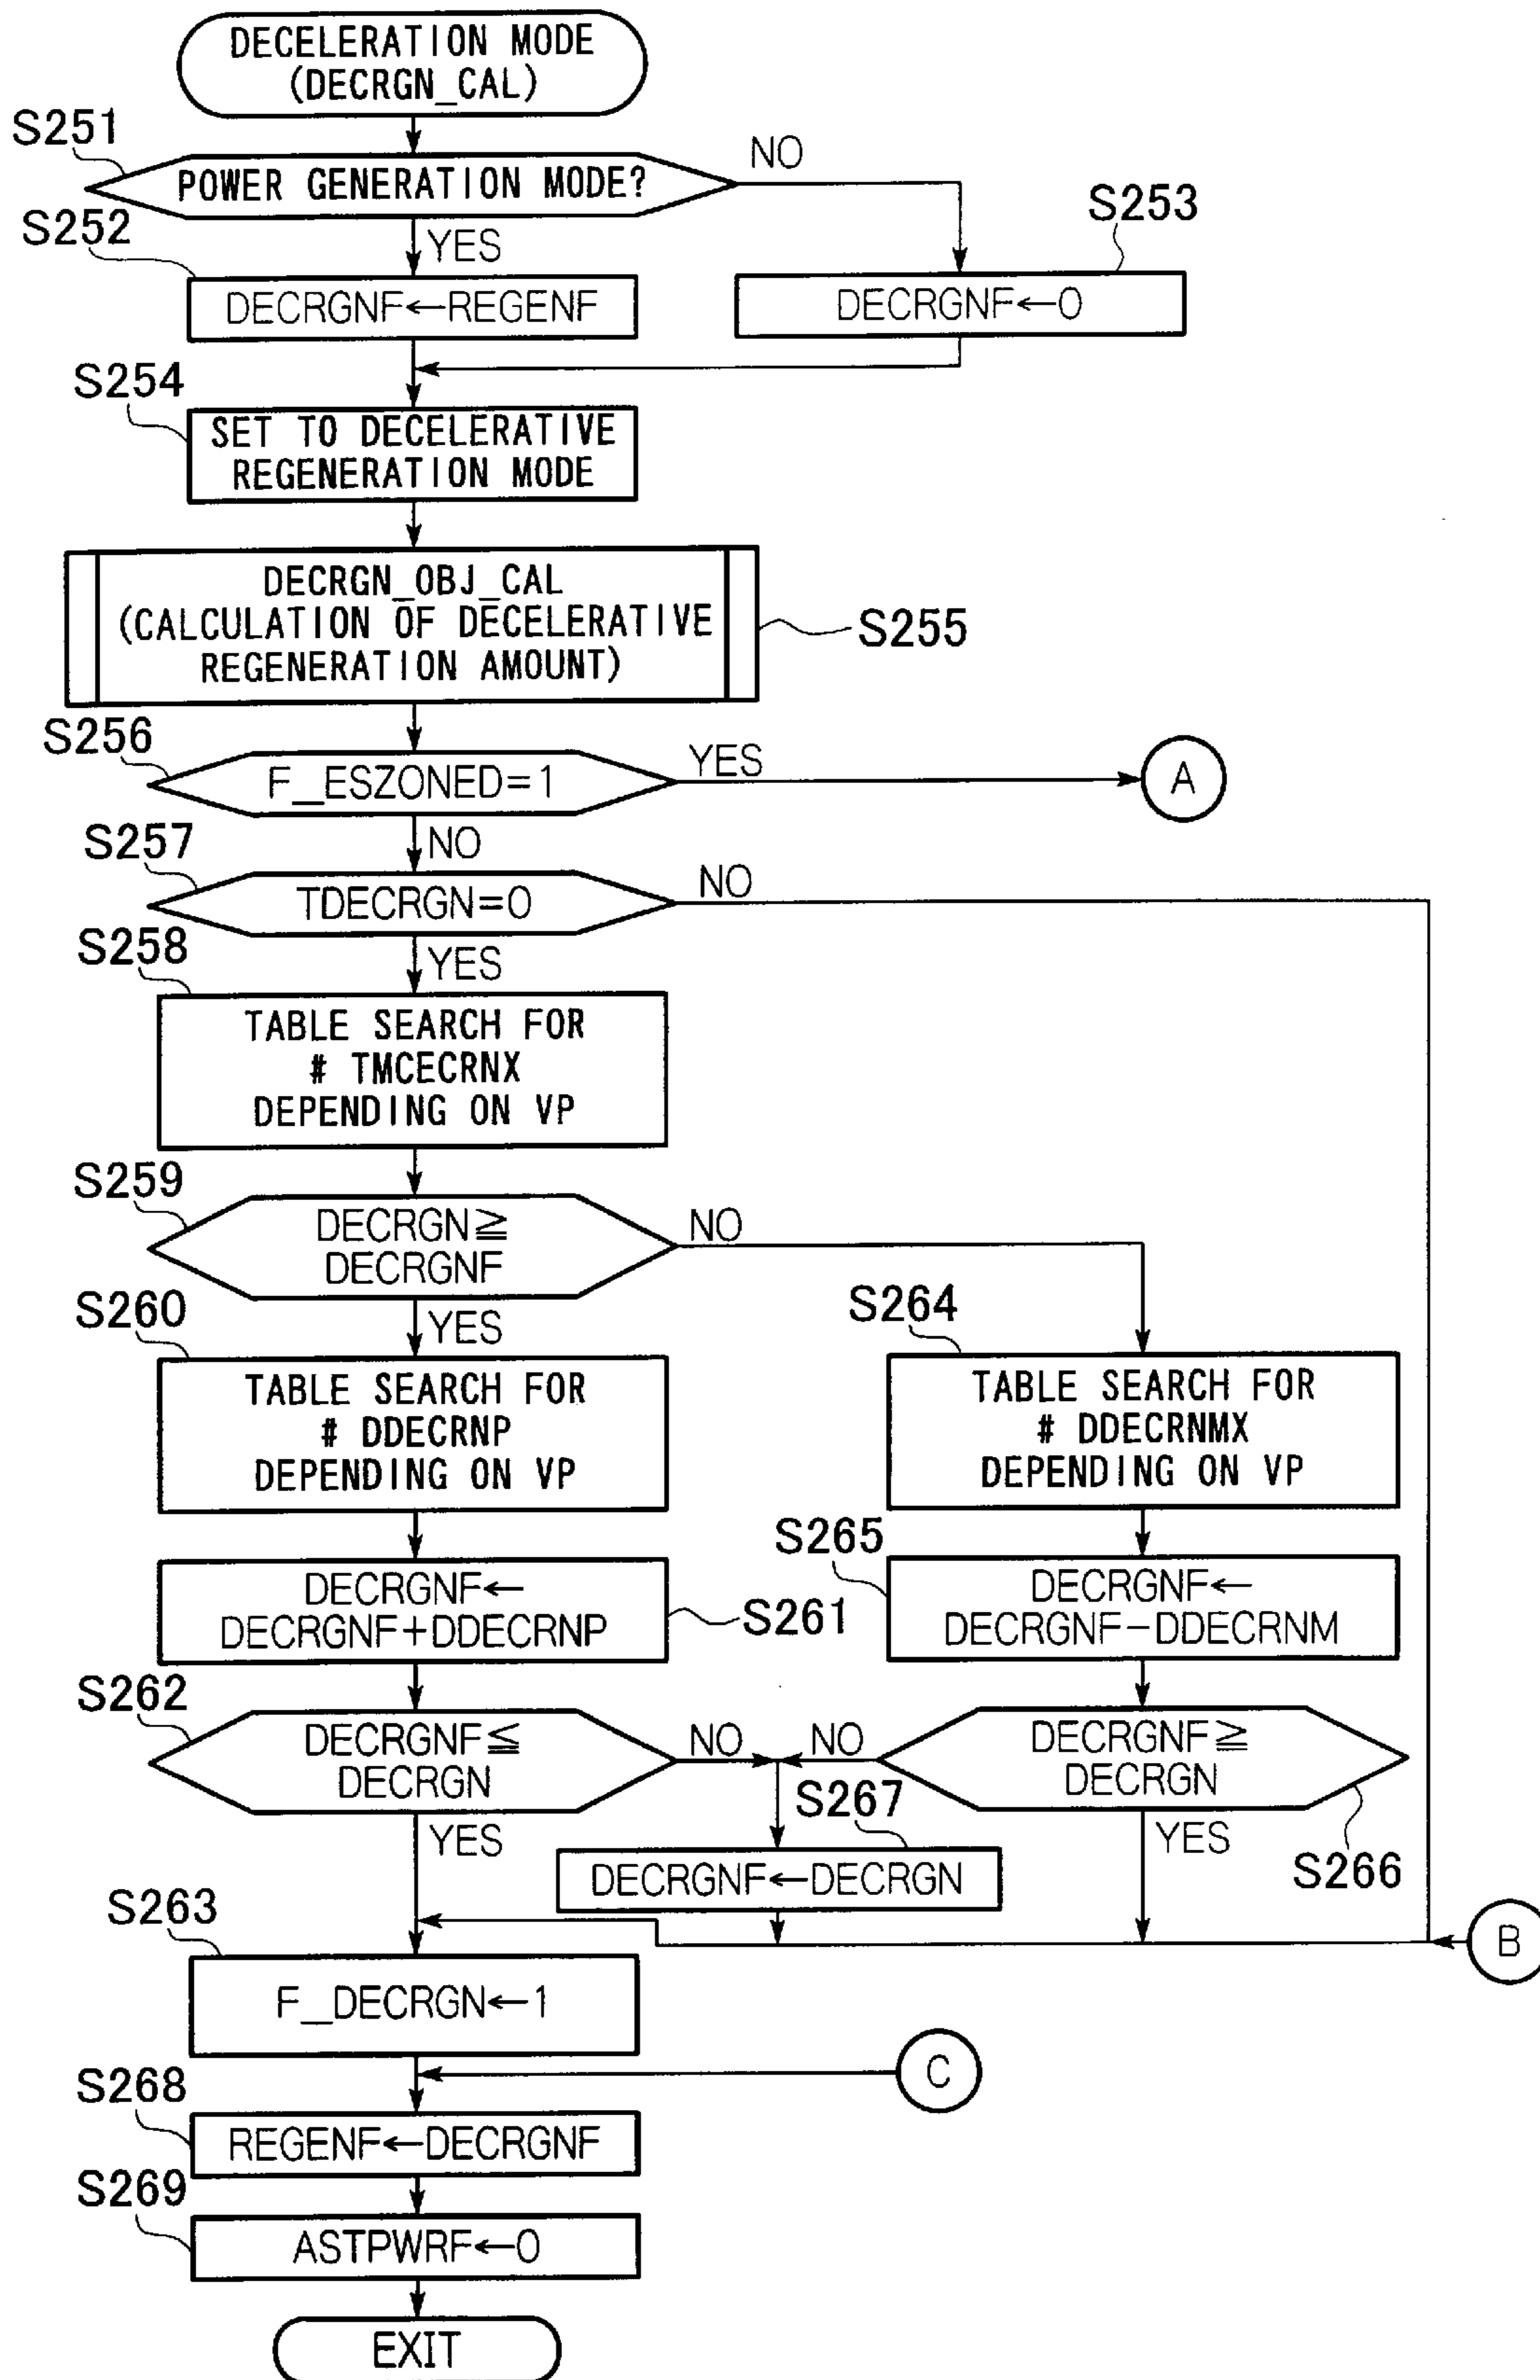 DECELERATION MODE
(DECRGN_CAL)
S251
POWER GENERATION MODE?
NO
S252
YES
S253
DECRGNF←REGENF
DECRGNF←0
S254
SET TO DECELERATIVE
REGENERATION MODE
DECRGN_OBJ_CAL
(CALCULATION OF DECELERATIVE
REGENERATION AMOUNT)
S255
S256
F_ESZONED=1
YES
A
NO
S257
TDECRGN=0
NO
S258
YES
TABLE SEARCH FOR
# TMCECRNX
DEPENDING ON VP
S259
DECRGN≧
DECRGNF
NO
S260
YES
S264
TABLE SEARCH FOR
# DDECRNP
DEPENDING ON VP
TABLE SEARCH FOR
# DDECRNMX
DEPENDING ON VP
S265
DECRGNF←
DECRGNF+DDECRNP
S261
DECRGNF←
DECRGNF-DDECRNM
S262
DECRGNF≦
DECRGN
NO
NO
DECRGNF≧
DECRGN
S267
YES
YES
S266
DECRGNF←DECRGN
S263
B
F_DECRGN←1
C
S268
REGENF←DECRGNF
S269
ASTPWRF←0
EXIT